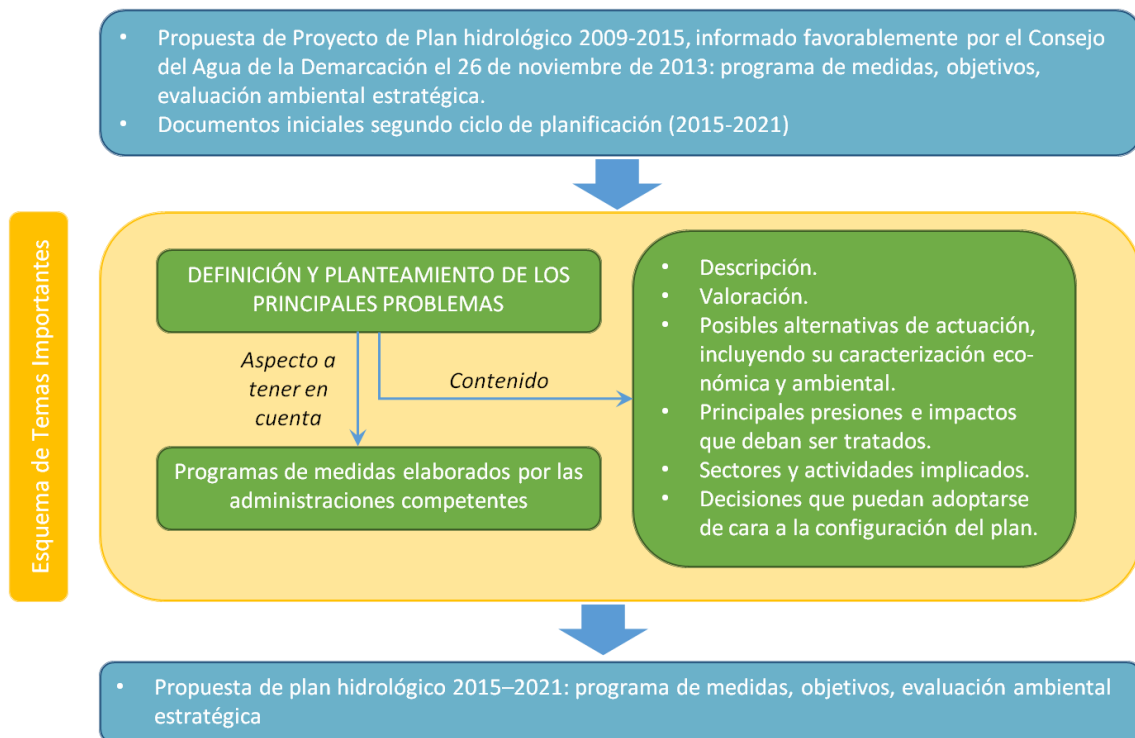 • Propuesta de Proyecto de Plan hidrológico 2009-2015, informado favorablemente por el Consejo
del Agua de la Demarcación el 26 de noviembre de 2013: programa de medidas, objetivos,
evaluación ambiental estratégica.
• Documentos iniciales segundo ciclo de planificación (2015-2021)
Esquema de Temas Importantes
DEFINICIÓN Y PLANTEAMIENTO DE LOS
PRINCIPALES PROBLEMAS
Aspecto a
tener en
cuenta
Contenido
Programas de medidas elaborados por las
administraciones competentes
• Descripción.
• Valoración.
• Posibles alternativas de actuación,
incluyendo su caracterización eco-
nómica y ambiental.
• Principales presiones e impactos
que deban ser tratados.
• Sectores y actividades implicados.
• Decisiones que puedan adoptarse
de cara a la configuración del plan.
• Propuesta de plan hidrológico 2015–2021: programa de medidas, objetivos, evaluación ambiental
estratégica